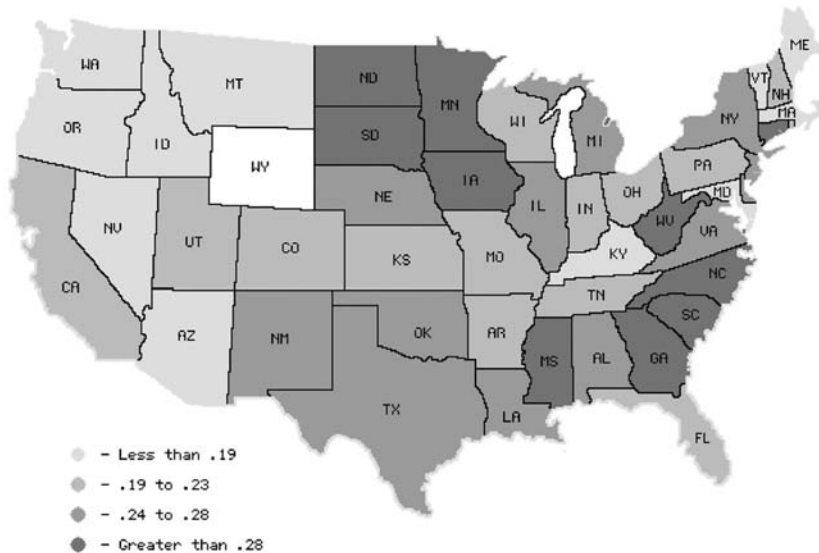 ME
WA
VT
NH
MT
ND
MN
MA
OR
NY
WI
ID
MI
SD
WY
PA
IA
MD
NE
OH
IL
IN
NV
WV
UT
VA
CO
KY
KS
MO
CA
NC
TN
OK
AR
SC
AZ
NM
MS
AL
GA
TX
LA
FL
- Less than .19
- .19 to .23
- .24 to .28
- Greater than .28